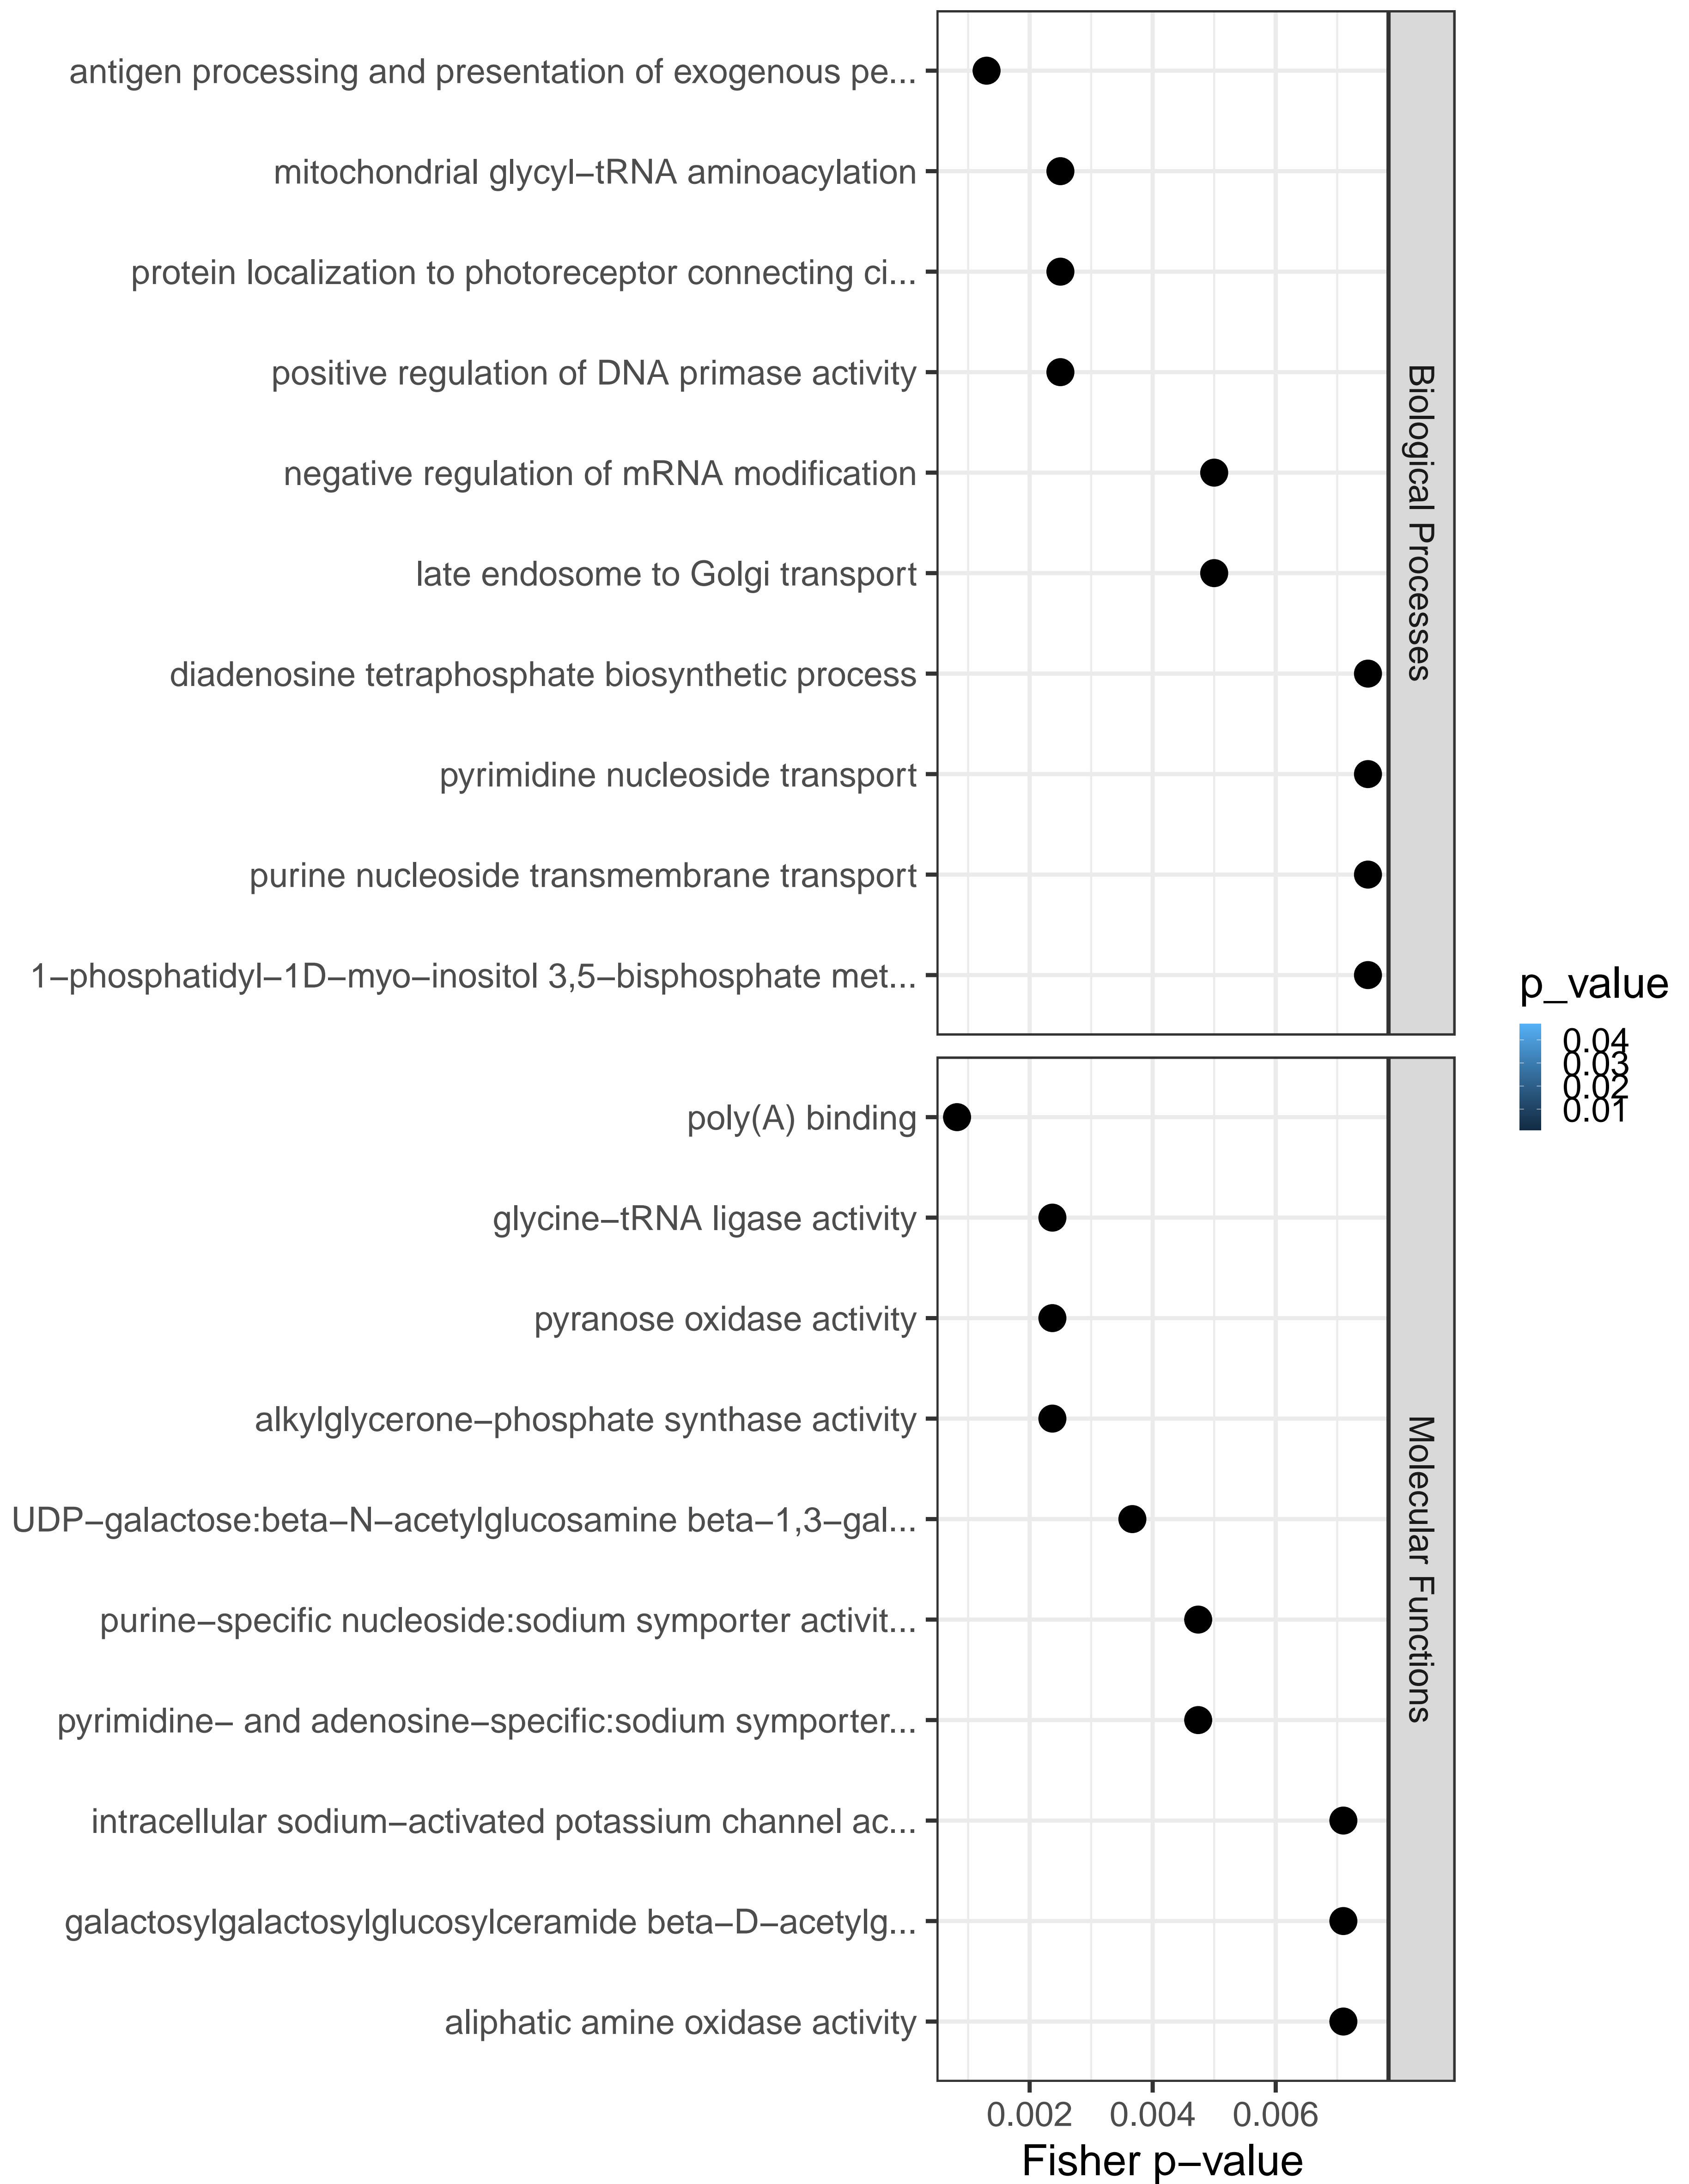 antigen processing and presentation of exogenous pe...
mitochondrial glycyl−tRNA aminoacylation
protein localization to photoreceptor connecting ci...
positive regulation of DNA primase activity
negative regulation of mRNA modification
late endosome to Golgi transport
diadenosine tetraphosphate biosynthetic process
pyrimidine nucleoside transport
purine nucleoside transmembrane transport
1−phosphatidyl−1D−myo−inositol 3,5−bisphosphate met...
Biological Processes
poly(A) binding
glycine−tRNA ligase activity
pyranose oxidase activity
alkylglycerone−phosphate synthase activity
UDP−galactose:beta−N−acetylglucosamine beta−1,3−gal...
purine−specific nucleoside:sodium symporter activit...
pyrimidine− and adenosine−specific:sodium symporter...
intracellular sodium−activated potassium channel ac...
galactosylgalactosylglucosylceramide beta−D−acetylg...
aliphatic amine oxidase activity
Molecular Functions
0.002 0.004 0.006
Fisher p−value
p_value
0.04
0.03
0.02
0.01